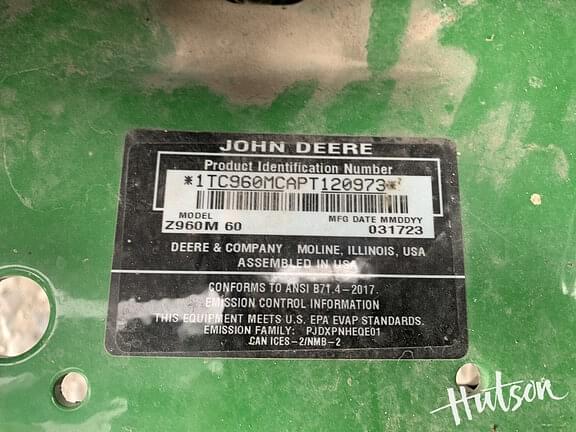 JOHN DEERE
Product Identification Number
*1TC960MCAPT120973*
MODEL MFG DATE MMDDYY
Z960M 60 031723
DEERE & COMPANY MOLINE, ILLINOIS, USA
ASSEMBLED IN USA
CONFORMS TO ANSI B71.4-2017.
EMISSION CONTROL INFORMATION
THIS EQUIPMENT MEETS U.S. EPA EVAP STANDARDS.
EMISSION FAMILY: PJDXPNHEQE01
CAN ICES-2/NMB-2
Hutson